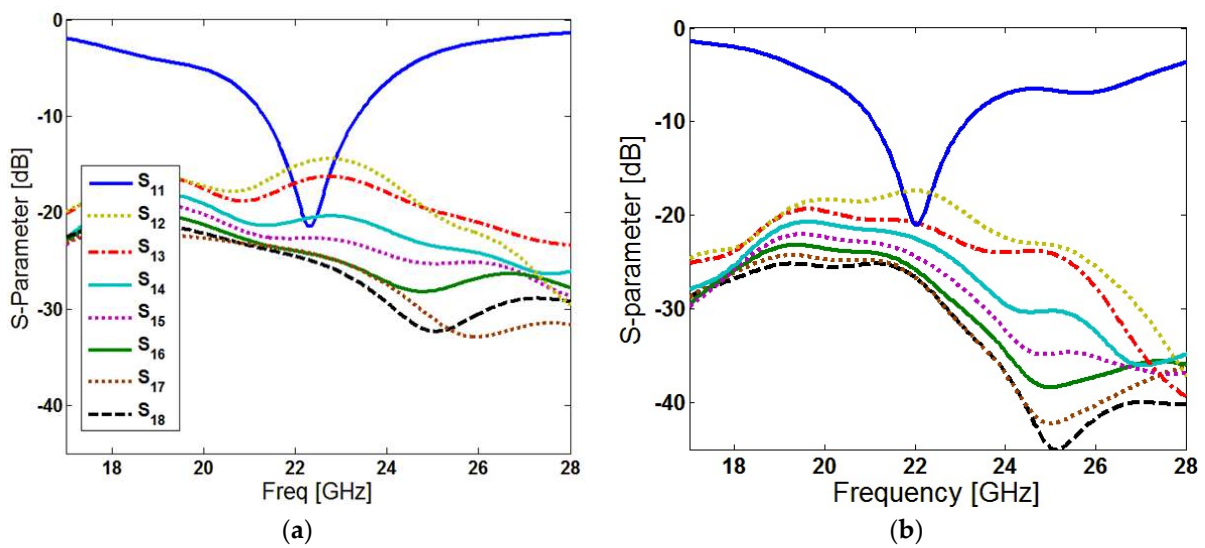 0
-10
-20
-30
-40
S-Parameter [dB]
S11
S12
S13
S14
S15
S16
S17
S18
18 20 22 24 26 28
Freq [GHz]
(a)
0
-10
-20
-30
-40
S-parameter [dB]
18 20 22 24 26 28
Frequency [GHz]
(b)